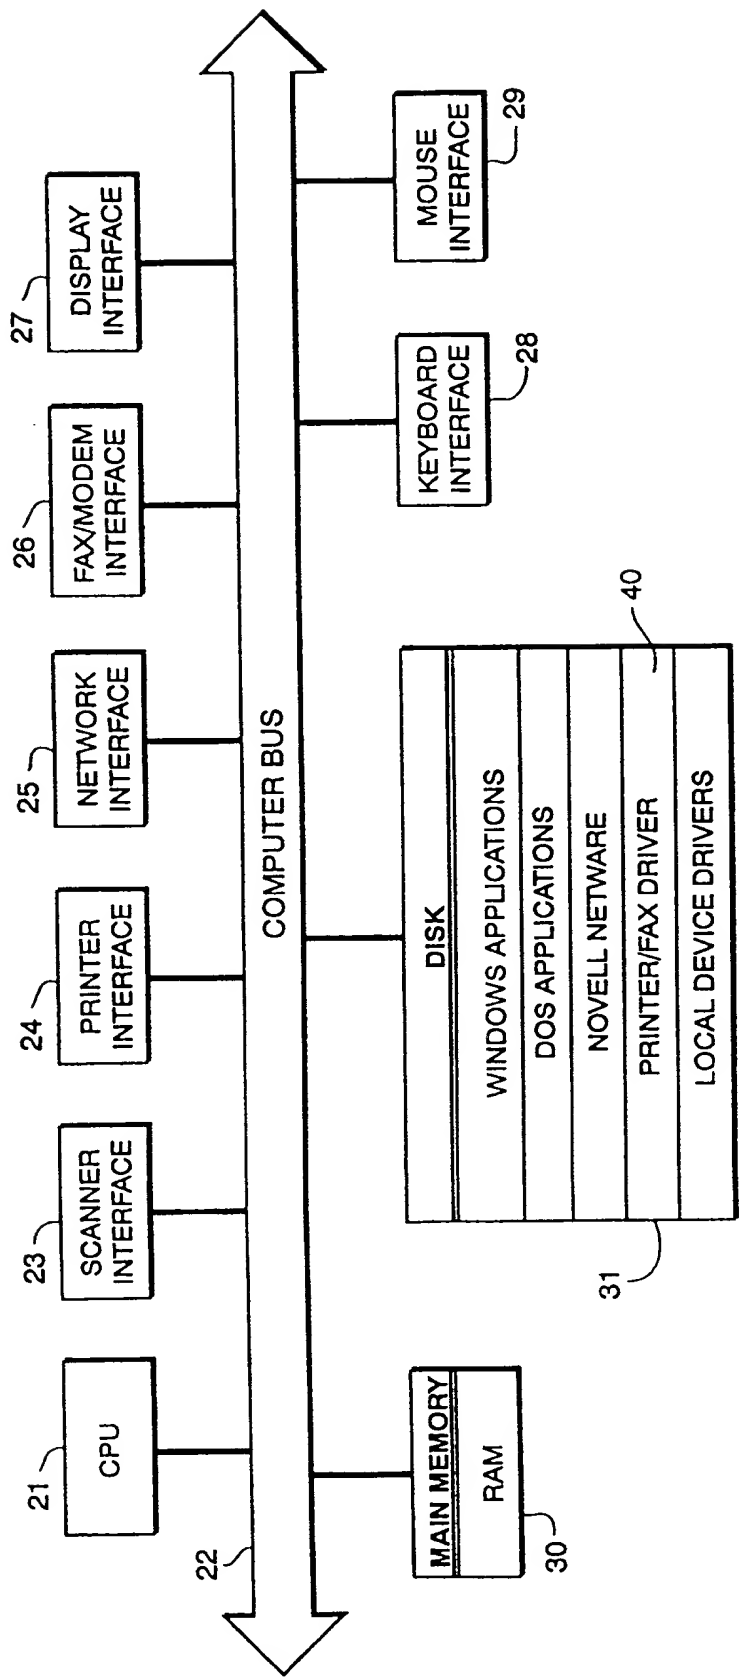 21
CPU
23
SCANNER
INTERFACE
24
PRINTER
INTERFACE
25
NETWORK
INTERFACE
26
FAX/MODEM
INTERFACE
27
DISPLAY
INTERFACE
22
COMPUTER BUS
MAIN MEMORY
RAM
30
DISK
WINDOWS APPLICATIONS
DOS APPLICATIONS
NOVELL NETWARE
PRINTER/FAX DRIVER
LOCAL DEVICE DRIVERS
31
40
KEYBOARD
INTERFACE
28
MOUSE
INTERFACE
29